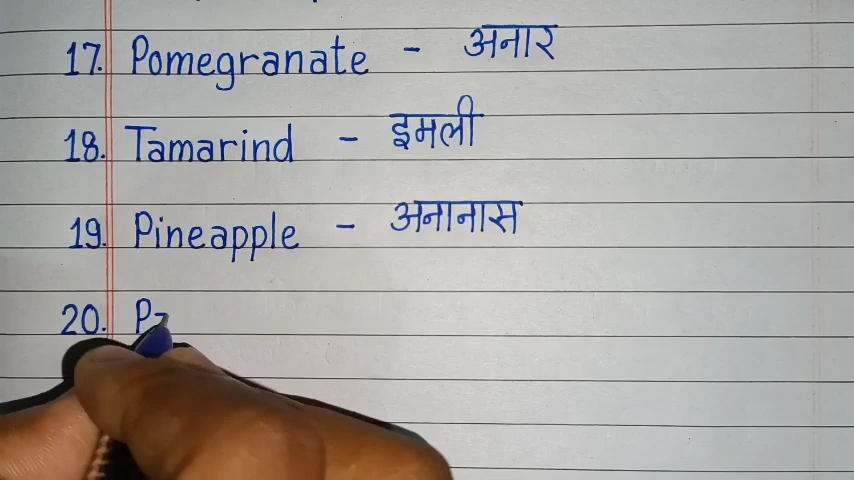 17. Pomegranate - अनार
18. Tamarind - इमली
19. Pineapple - अनानास
20. P